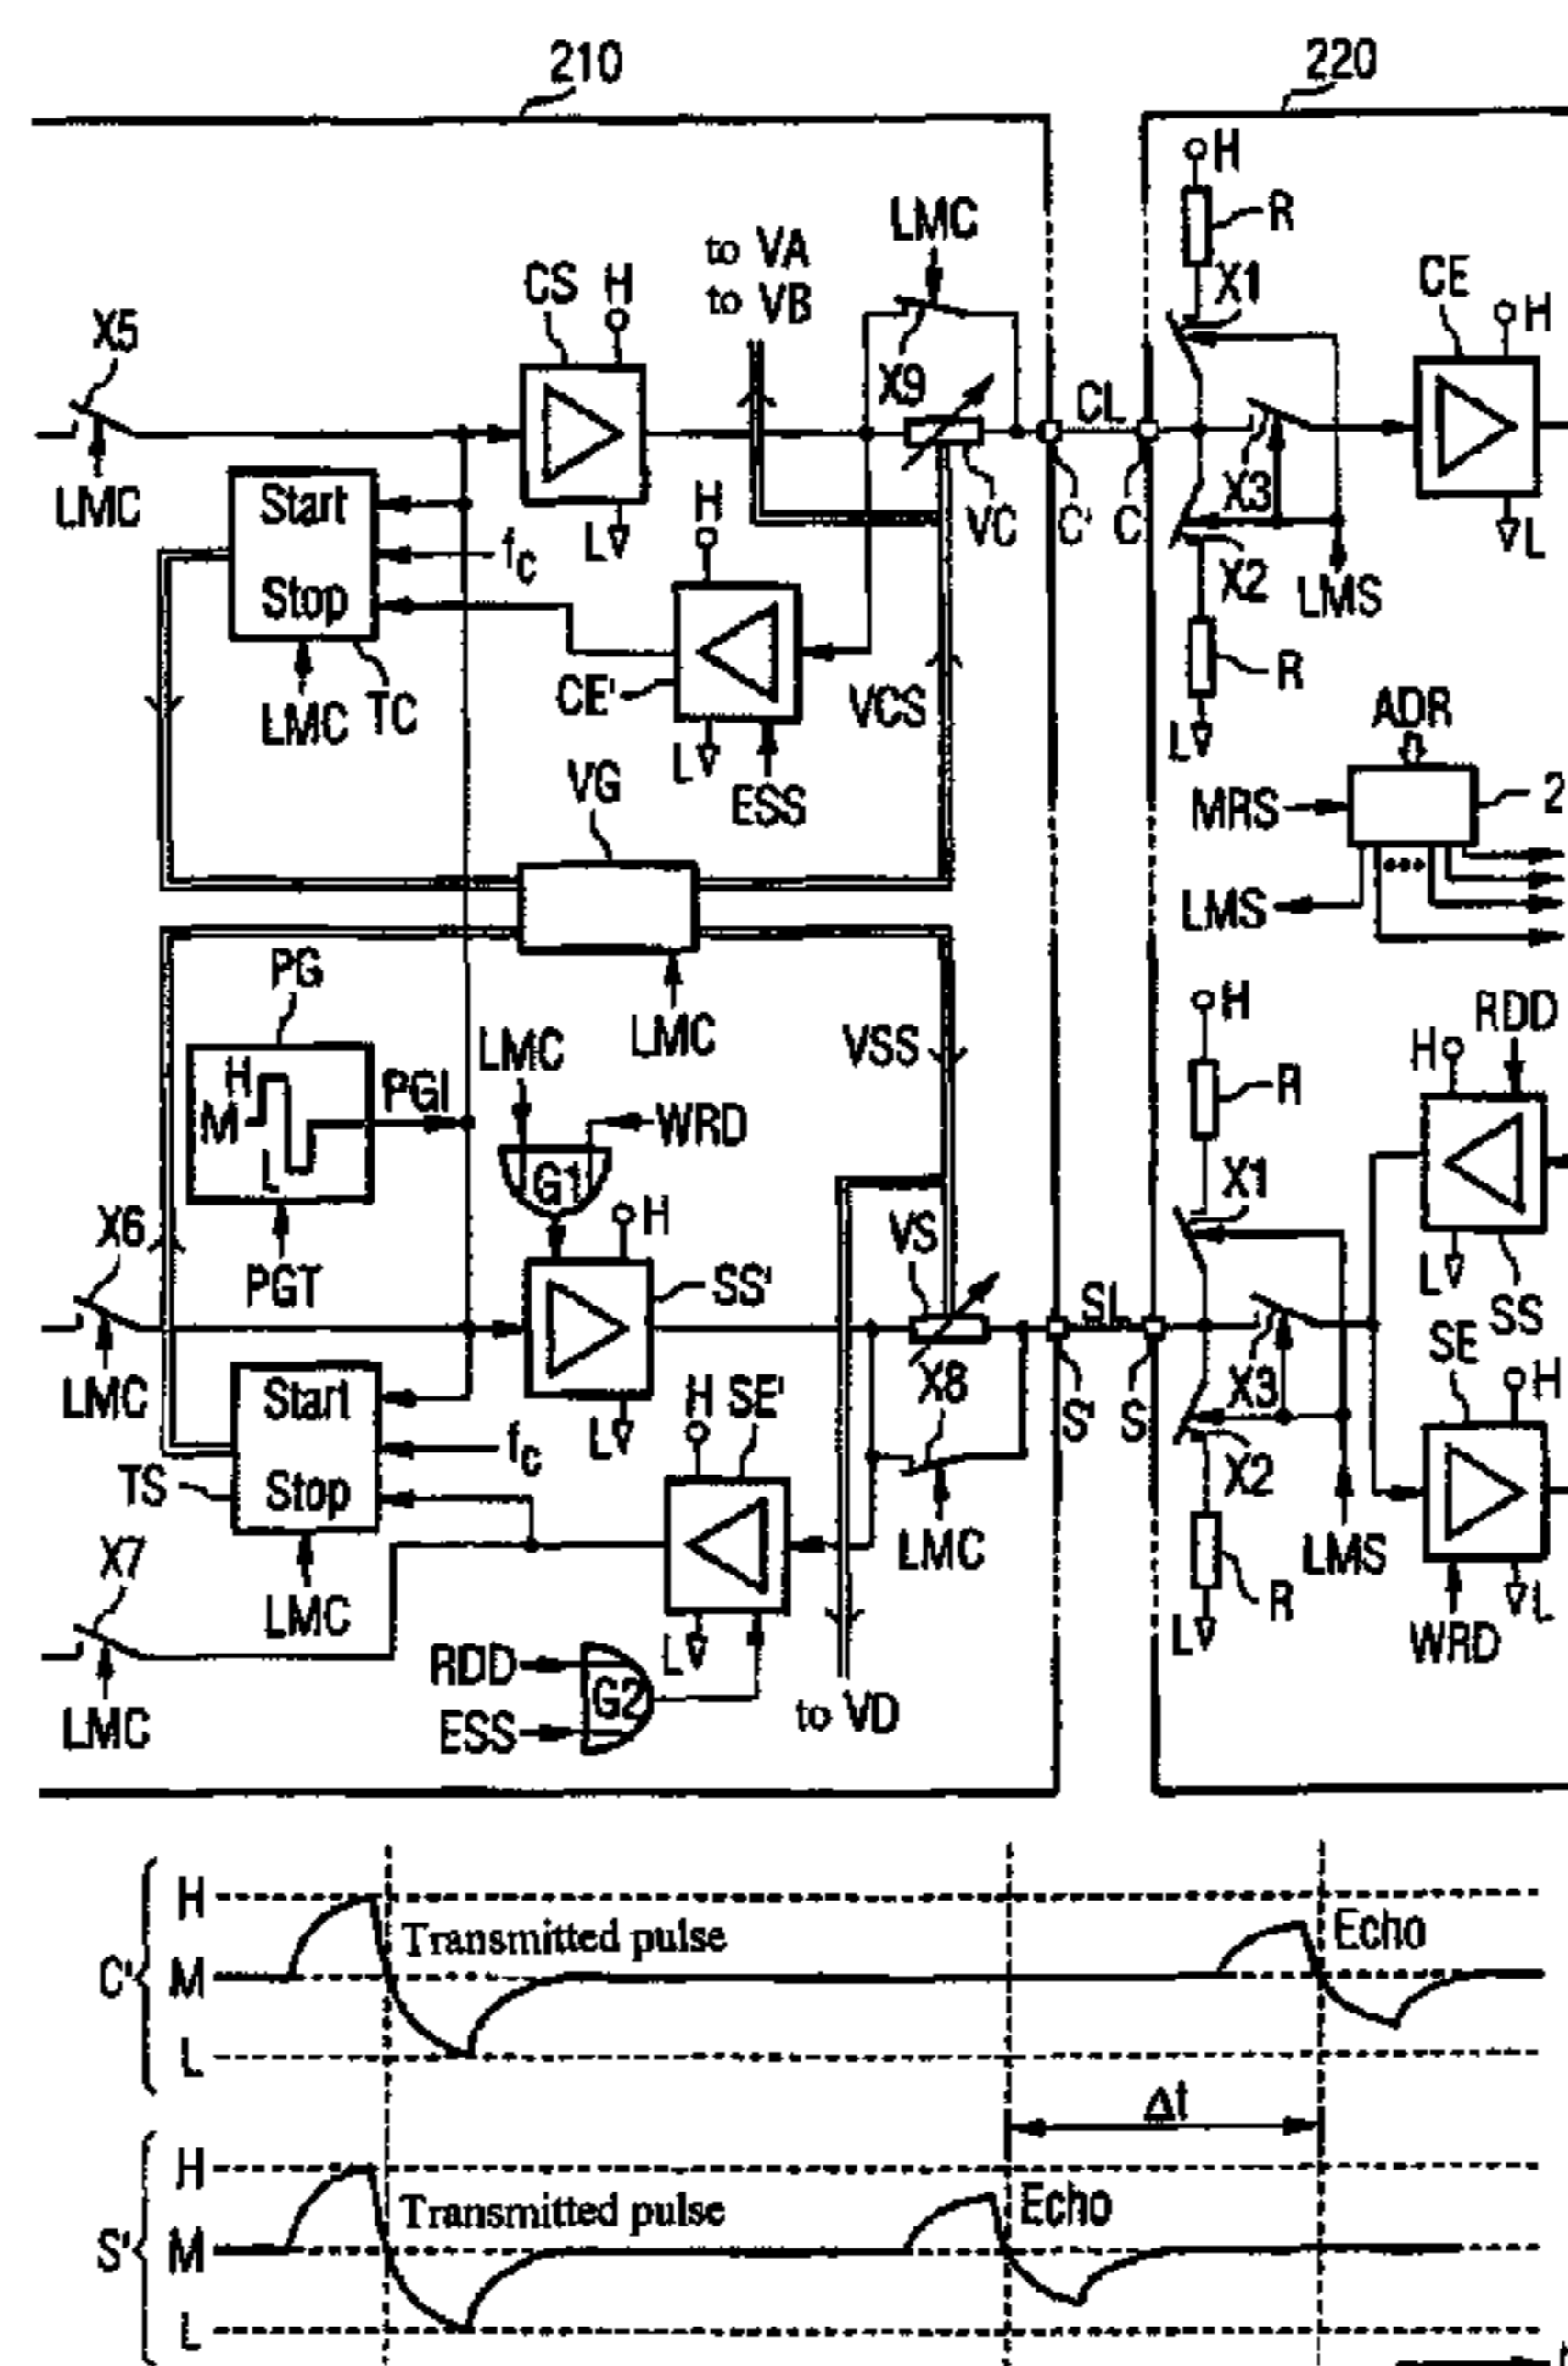 210
220
H
R
LMC
to VA
to VB
X1
CE
CS
H
H
X5
X9
CL
LMC
Start
H
VC
C'
C
X3
L
fc
L
Stop
X2
LMS
CE'
R
LMC
TC
VCS
ADR
L
L
VG
ESS
MRS
2
LMS
PG
H
RDD
LMC
LMC
VSS
H
H
PGI
R
M
WRD
L
G1
X1
X6
H
VS
PGT
SS'
L
SL
SS
SE
LMC
X8
H
Start
H
SE'
X3
S'
S
fc
L
X2
TS
Stop
LMC
LMS
X7
R
L
LMC
RDD
L
L
WRD
G2
to VD
ESS
LMC
H
Transmitted pulse
Echo
C'
M
L
Δt
H
Transmitted pulse
Echo
S'
M
L